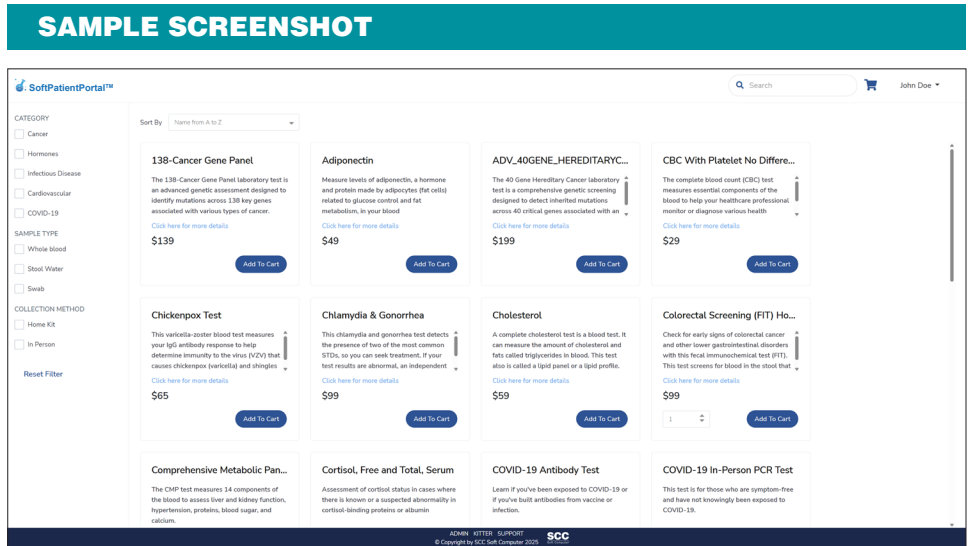 SAMPLE SCREENSHOT
SoftPatientPortal™
Search
John Doe
CATEGORY
Cancer
Hormones
Infectious Disease
Cardiovascular
COVID-19
SAMPLE TYPE
Whole blood
Stool Water
Swab
COLLECTION METHOD
Home Kit
In Person
Reset Filter
Sort By
Name from A to Z
138-Cancer Gene Panel
The 138-Cancer Gene Panel laboratory test is
an advanced genetic assessment designed to
identify mutations across 138 key genes
associated with various types of cancer.
Click here for more details
$139
Add To Cart
Adiponectin
Measure levels of adiponectin, a hormone
and protein made by adipocytes (fat cells)
related to glucose control and fat
metabolism, in your blood
Click here for more details
$49
Add To Cart
ADV_40GENE_HEREDITARYC...
The 40 Gene Hereditary Cancer laboratory
test is a comprehensive genetic screening
designed to detect inherited mutations
across 40 critical genes associated with an
Click here for more details
$199
Add To Cart
CBC With Platelet No Differe...
The complete blood count (CBC) test
measures essential components of the
blood to help your healthcare professional
monitor or diagnose various health
Click here for more details
$29
Add To Cart
Chickenpox Test
This varicella-zoster blood test measures
your IgG antibody response to help
determine immunity to the virus (VZV) that
causes chickenpox (varicella) and shingles
Click here for more details
$65
Add To Cart
Chlamydia & Gonorrhea
This chlamydia and gonorrhea test detects
the presence of two of the most common
STDs, so you can seek treatment. If your
test results are abnormal, an independent
Click here for more details
$99
Add To Cart
Cholesterol
A complete cholesterol test is a blood test. It
can measure the amount of cholesterol and
fats called triglycerides in blood. This test
also is called a lipid panel or a lipid profile.
Click here for more details
$59
Add To Cart
Colorectal Screening (FIT) Ho...
Check for early signs of colorectal cancer
and other lower gastrointestinal disorders
with this fecal immunochemical test (FIT).
This test screens for blood in the stool that
Click here for more details
$99
1
Add To Cart
Comprehensive Metabolic Pan...
The CMP test measures 14 components of
the blood to assess liver and kidney function,
hypertension, proteins, blood sugar, and
calcium.
Cortisol, Free and Total, Serum
Assessment of cortisol status in cases where
there is known or a suspected abnormality in
cortisol-binding proteins or albumin
COVID-19 Antibody Test
Learn if you've been exposed to COVID-19 or
if you've built antibodies from vaccine or
infection.
COVID-19 In-Person PCR Test
This test is for those who are symptom-free
and have not knowingly been exposed to
COVID-19.
ADMIN KITTER SUPPORT
© Copyright by SCC Soft Computer 2025
SCC